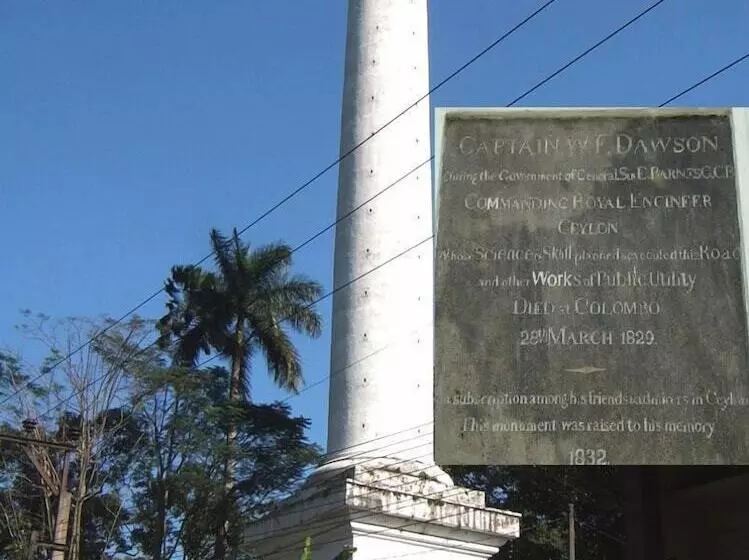 CAPTAIN W.F. DAWSON
During the Government of General Sir E. BARNES G.C.B
COMMANDING ROYAL ENGINEER
CEYLON
Whose Science & Skill planned & executed this Road
and other Works of Public Utility
DIED at COLOMBO
28TH MARCH 1829.
a subscription among his friends & admirers in Ceylon
This monument was raised to his memory
1832.